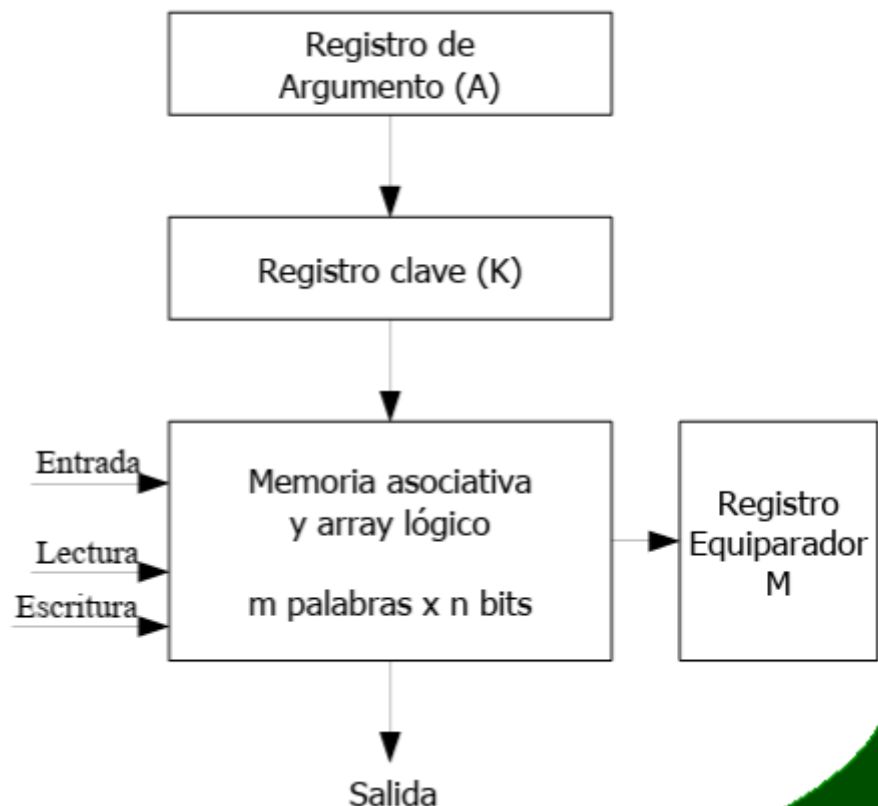 Registro de
Argumento (A)
Registro clave (K)
Entrada
Lectura
Escritura
Memoria asociativa
y array lógico
m palabras x n bits
Registro
Equiparador
M
Salida